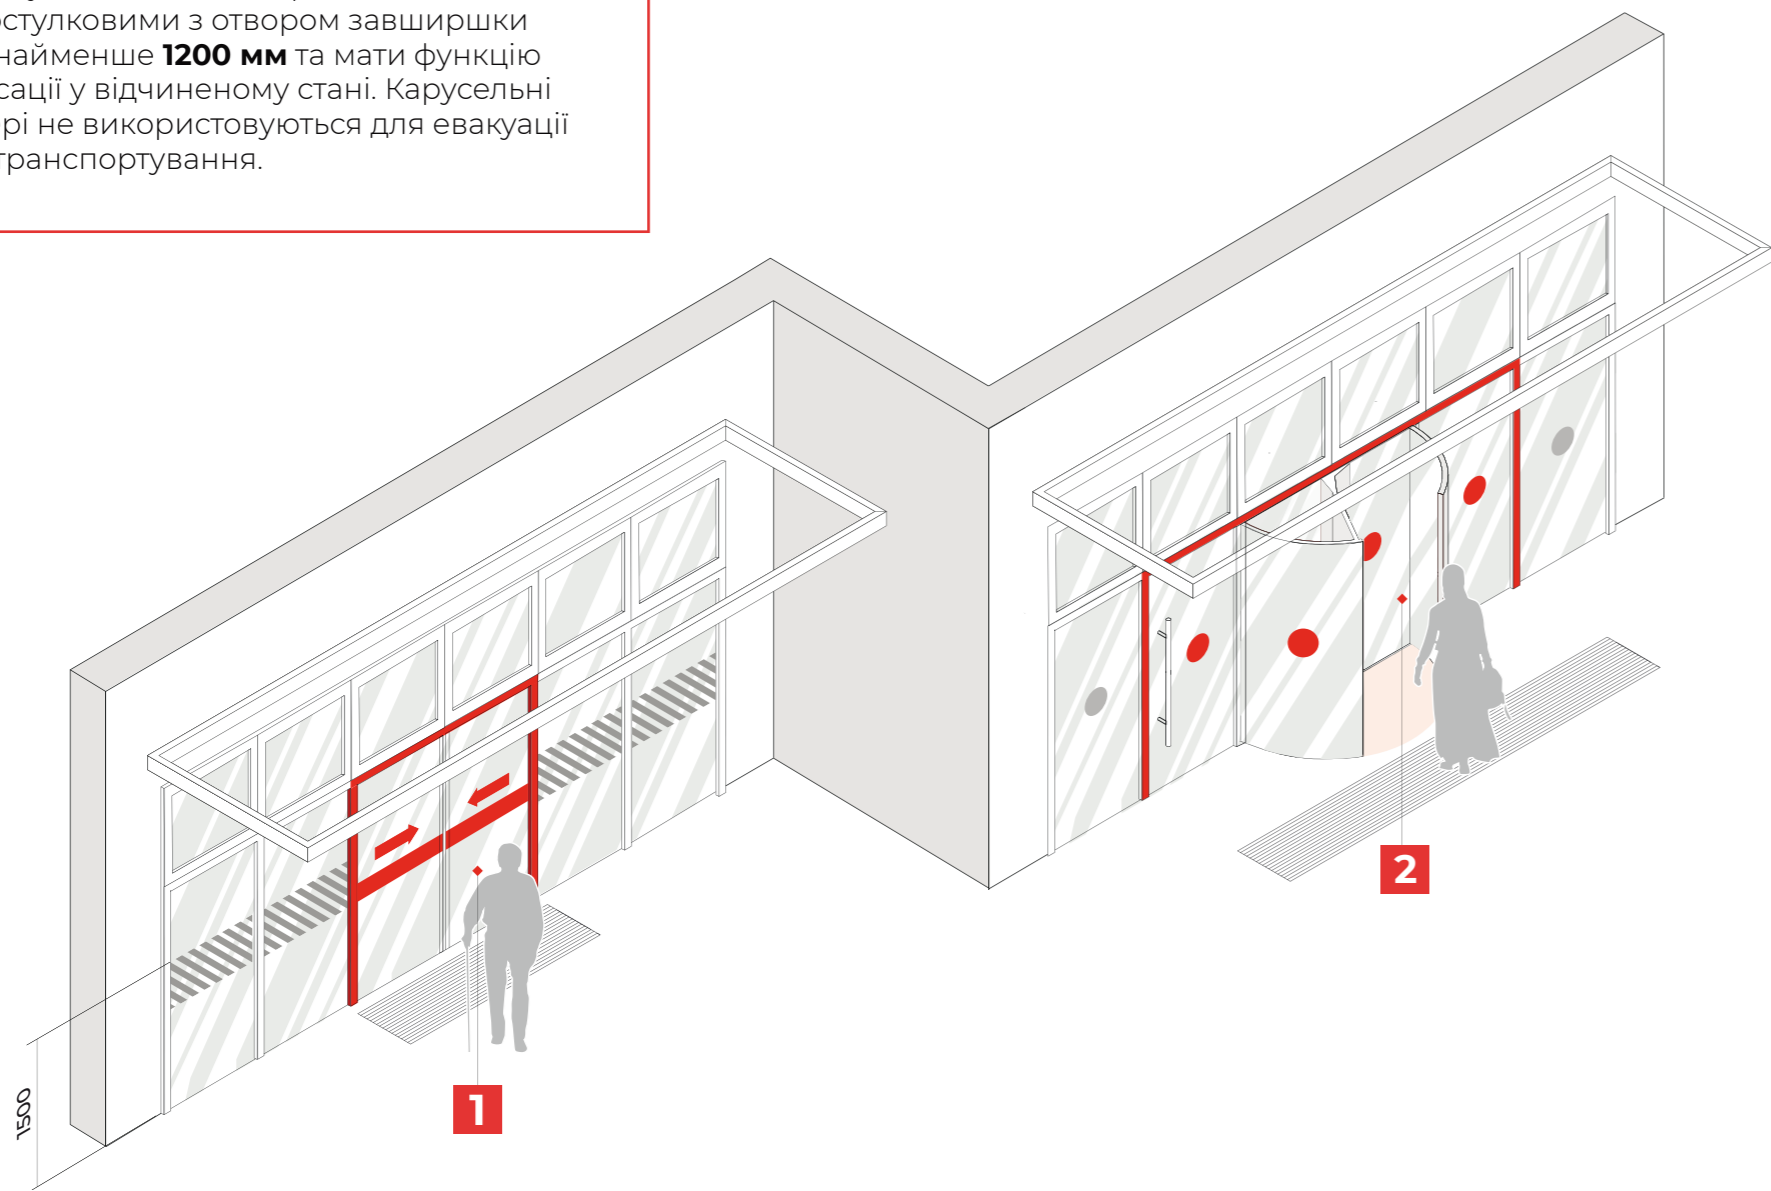 остулковими з отвором завширшки
найменше 1200 мм та мати функцію
сації у відчиненому стані. Карусельні
рі не використовуються для евакуації
транспортування.
2
1
1500